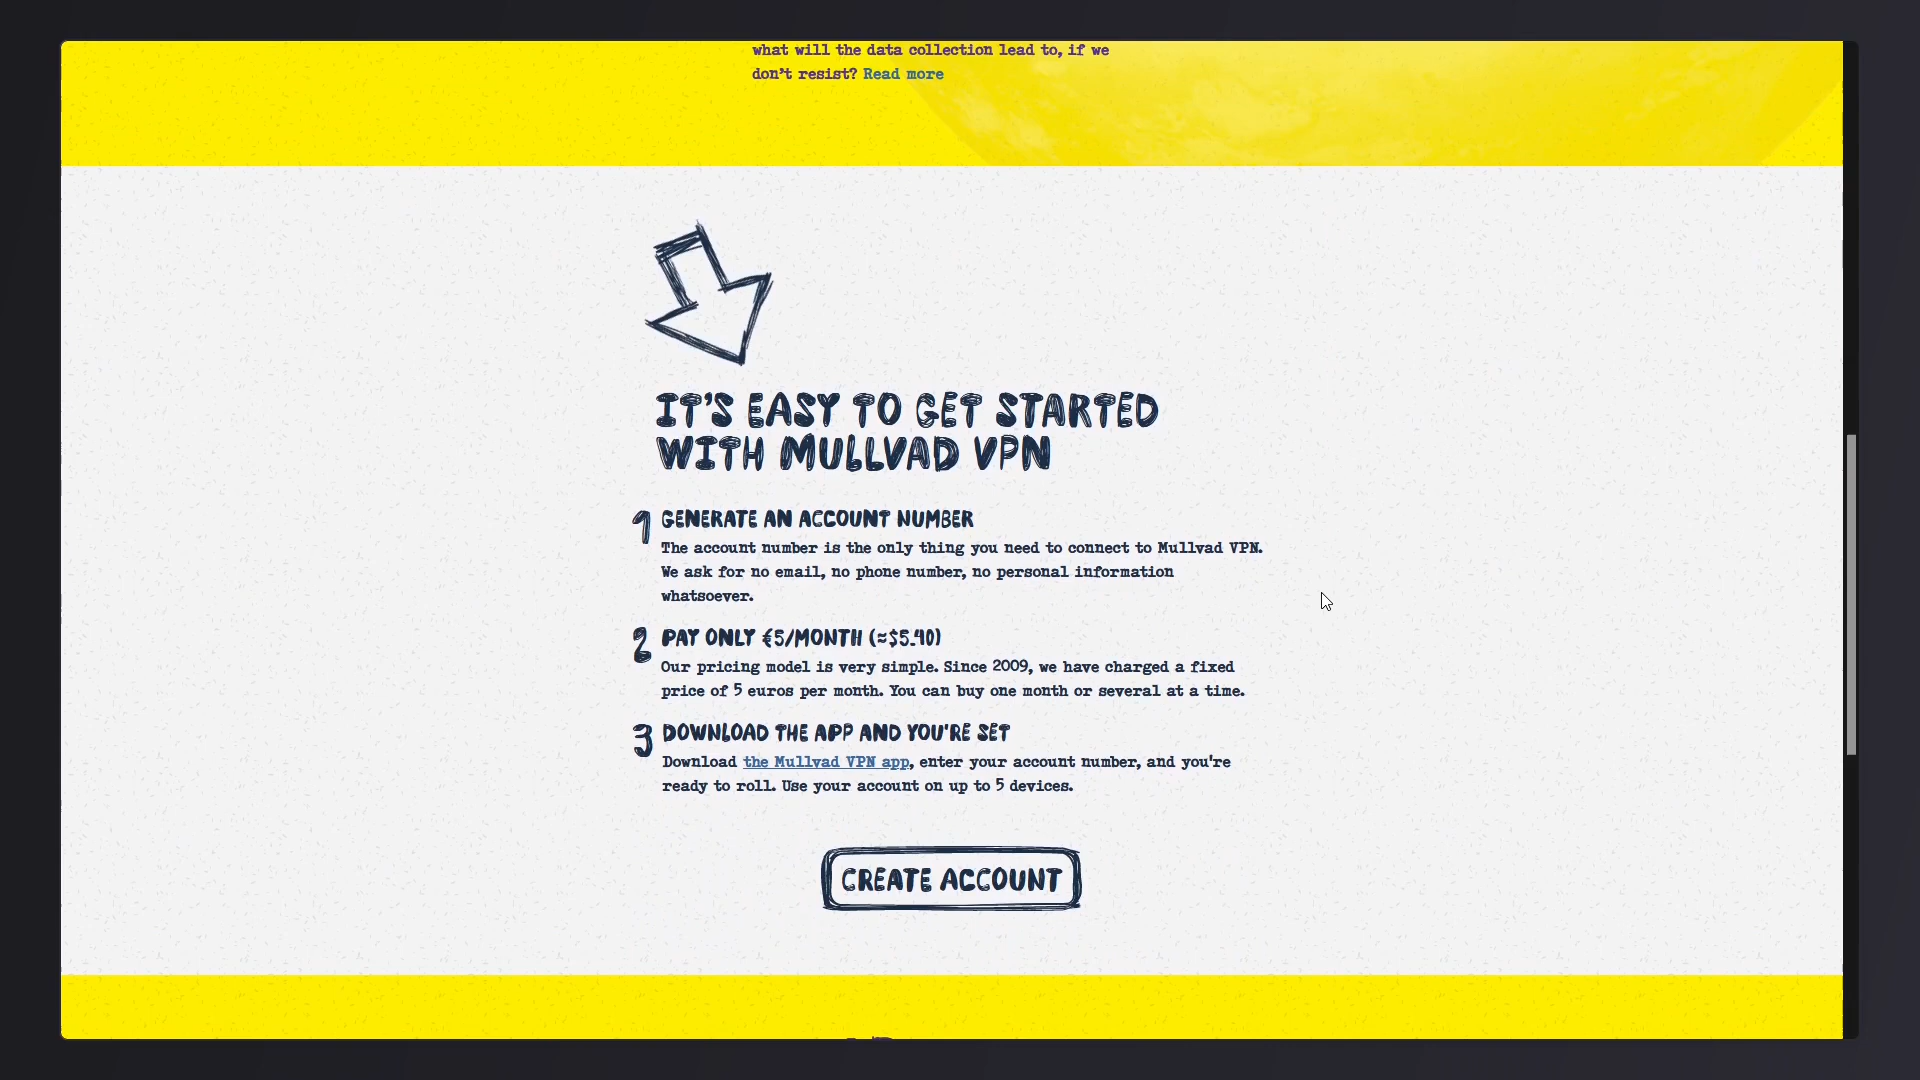 what will the data collection lead to, if we
don't resist? Read more
IT'S EASY TO GET STARTED
WITH MULLVAD VPN
1 GENERATE AN ACCOUNT NUMBER
The account number is the only thing you need to connect to Mullvad VPN.
We ask for no email, no phone number, no personal information
whatsoever.
2 PAY ONLY €5/MONTH (≈$5.40)
Our pricing model is very simple. Since 2009, we have charged a fixed
price of 5 euros per month. You can buy one month or several at a time.
3 DOWNLOAD THE APP AND YOU'RE SET
Download the Mullvad VPN app, enter your account number, and you're
ready to roll. Use your account on up to 5 devices.
CREATE ACCOUNT